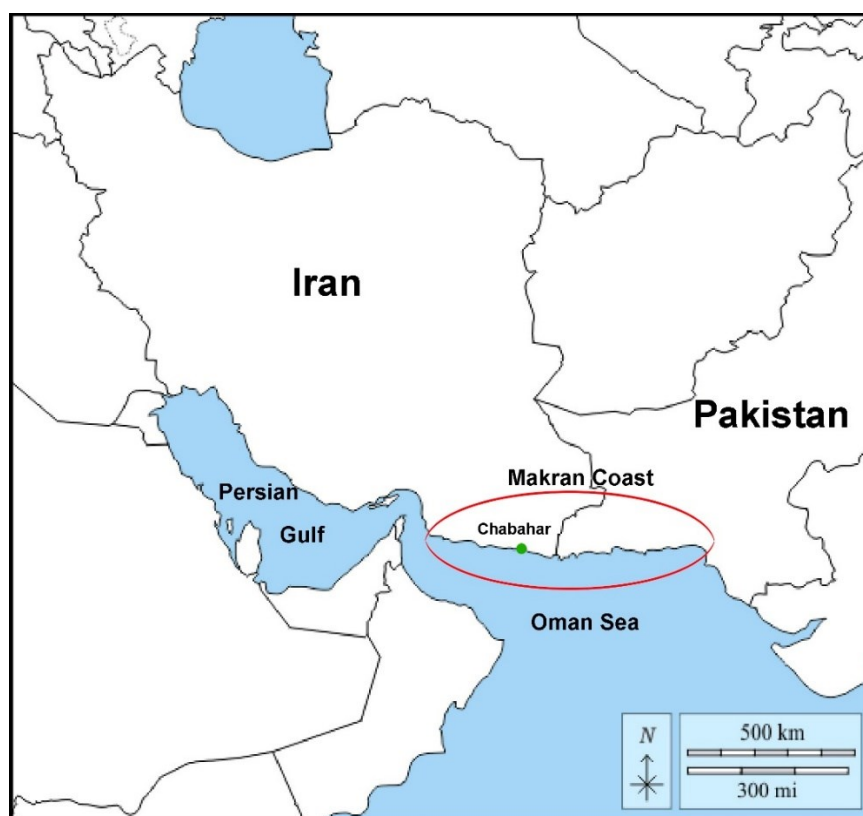 Iran
Pakistan
Makran Coast
Persian
Gulf
Chabahar
Oman Sea
N
500 km
300 mi